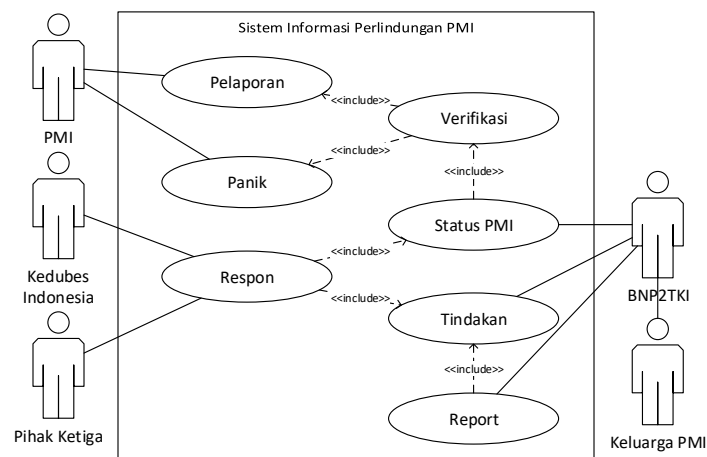 Sistem Informasi Perlindungan PMI
Pelaporan
<<include>>
Verifikasi
PMI
<<include>>
Panik
<<include>>
Status PMI
<<include>>
Respon
Kedubes
Indonesia
BNP2TKI
<<include>>
Tindakan
<<include>>
Report
Pihak Ketiga
Keluarga PMI